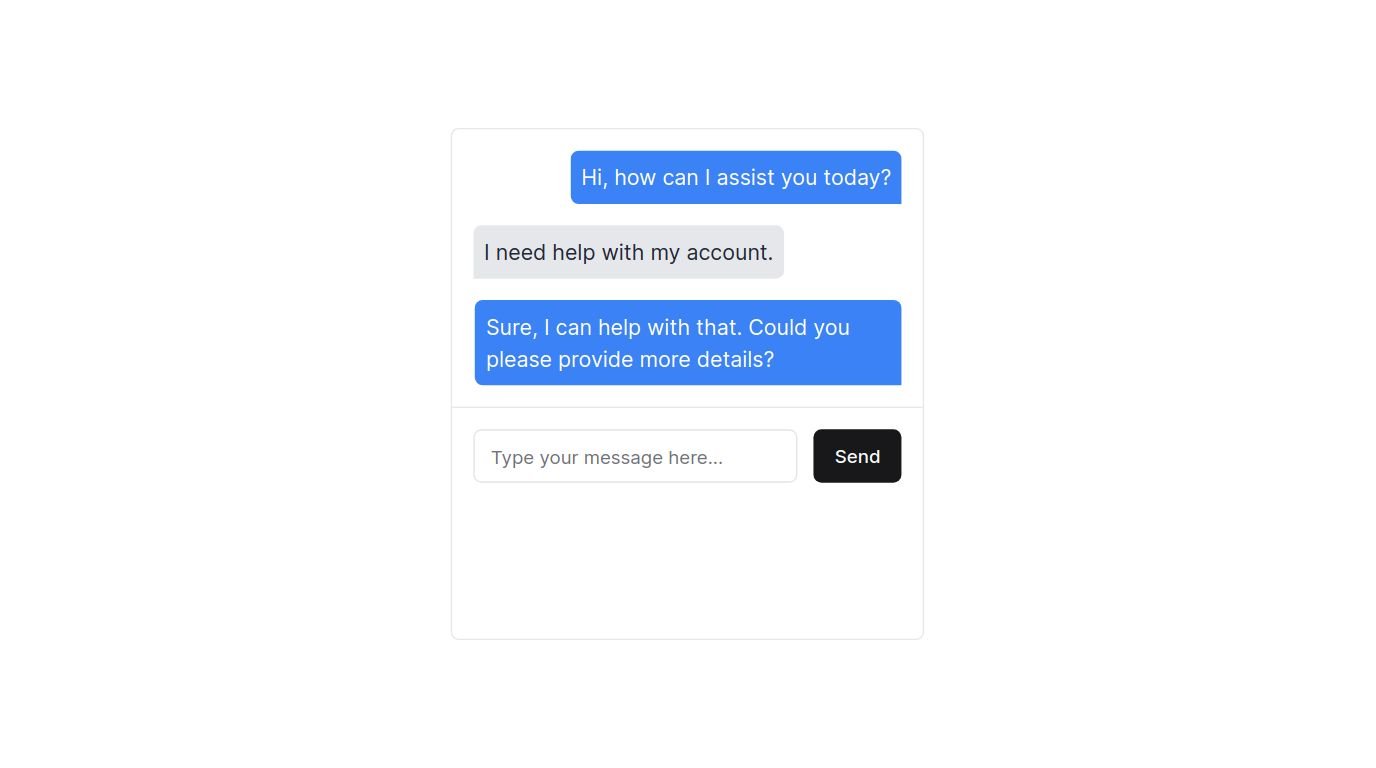 Hi, how can I assist you today?
I need help with my account.
Sure, I can help with that. Could you
please provide more details?
Type your message here...
Send